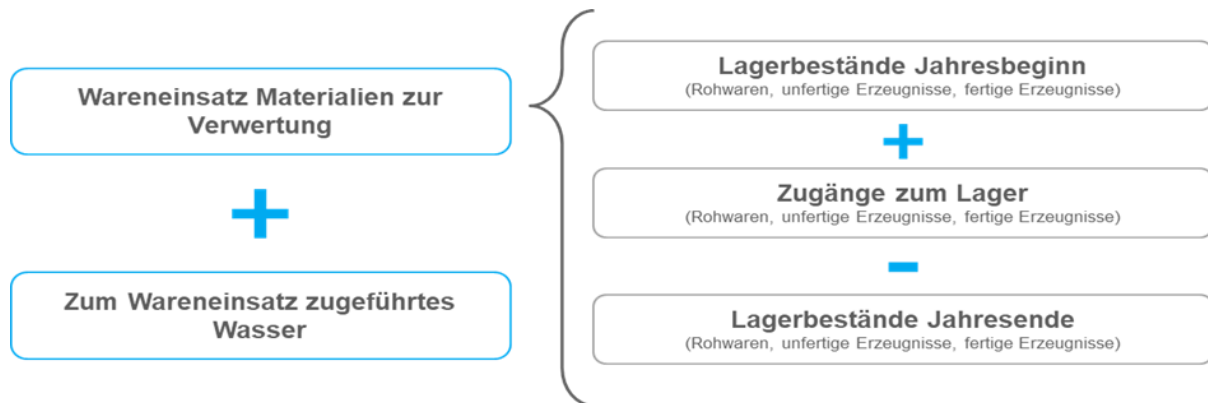 Wareneinsatz Materialien zur
Verwertung
+
Zum Wareneinsatz zugeführtes
Wasser
Lagerbestände Jahresbeginn
(Rohwaren, unfertige Erzeugnisse, fertige Erzeugnisse)
+
Zugänge zum Lager
(Rohwaren, unfertige Erzeugnisse, fertige Erzeugnisse)
-
Lagerbestände Jahresende
(Rohwaren, unfertige Erzeugnisse, fertige Erzeugnisse)